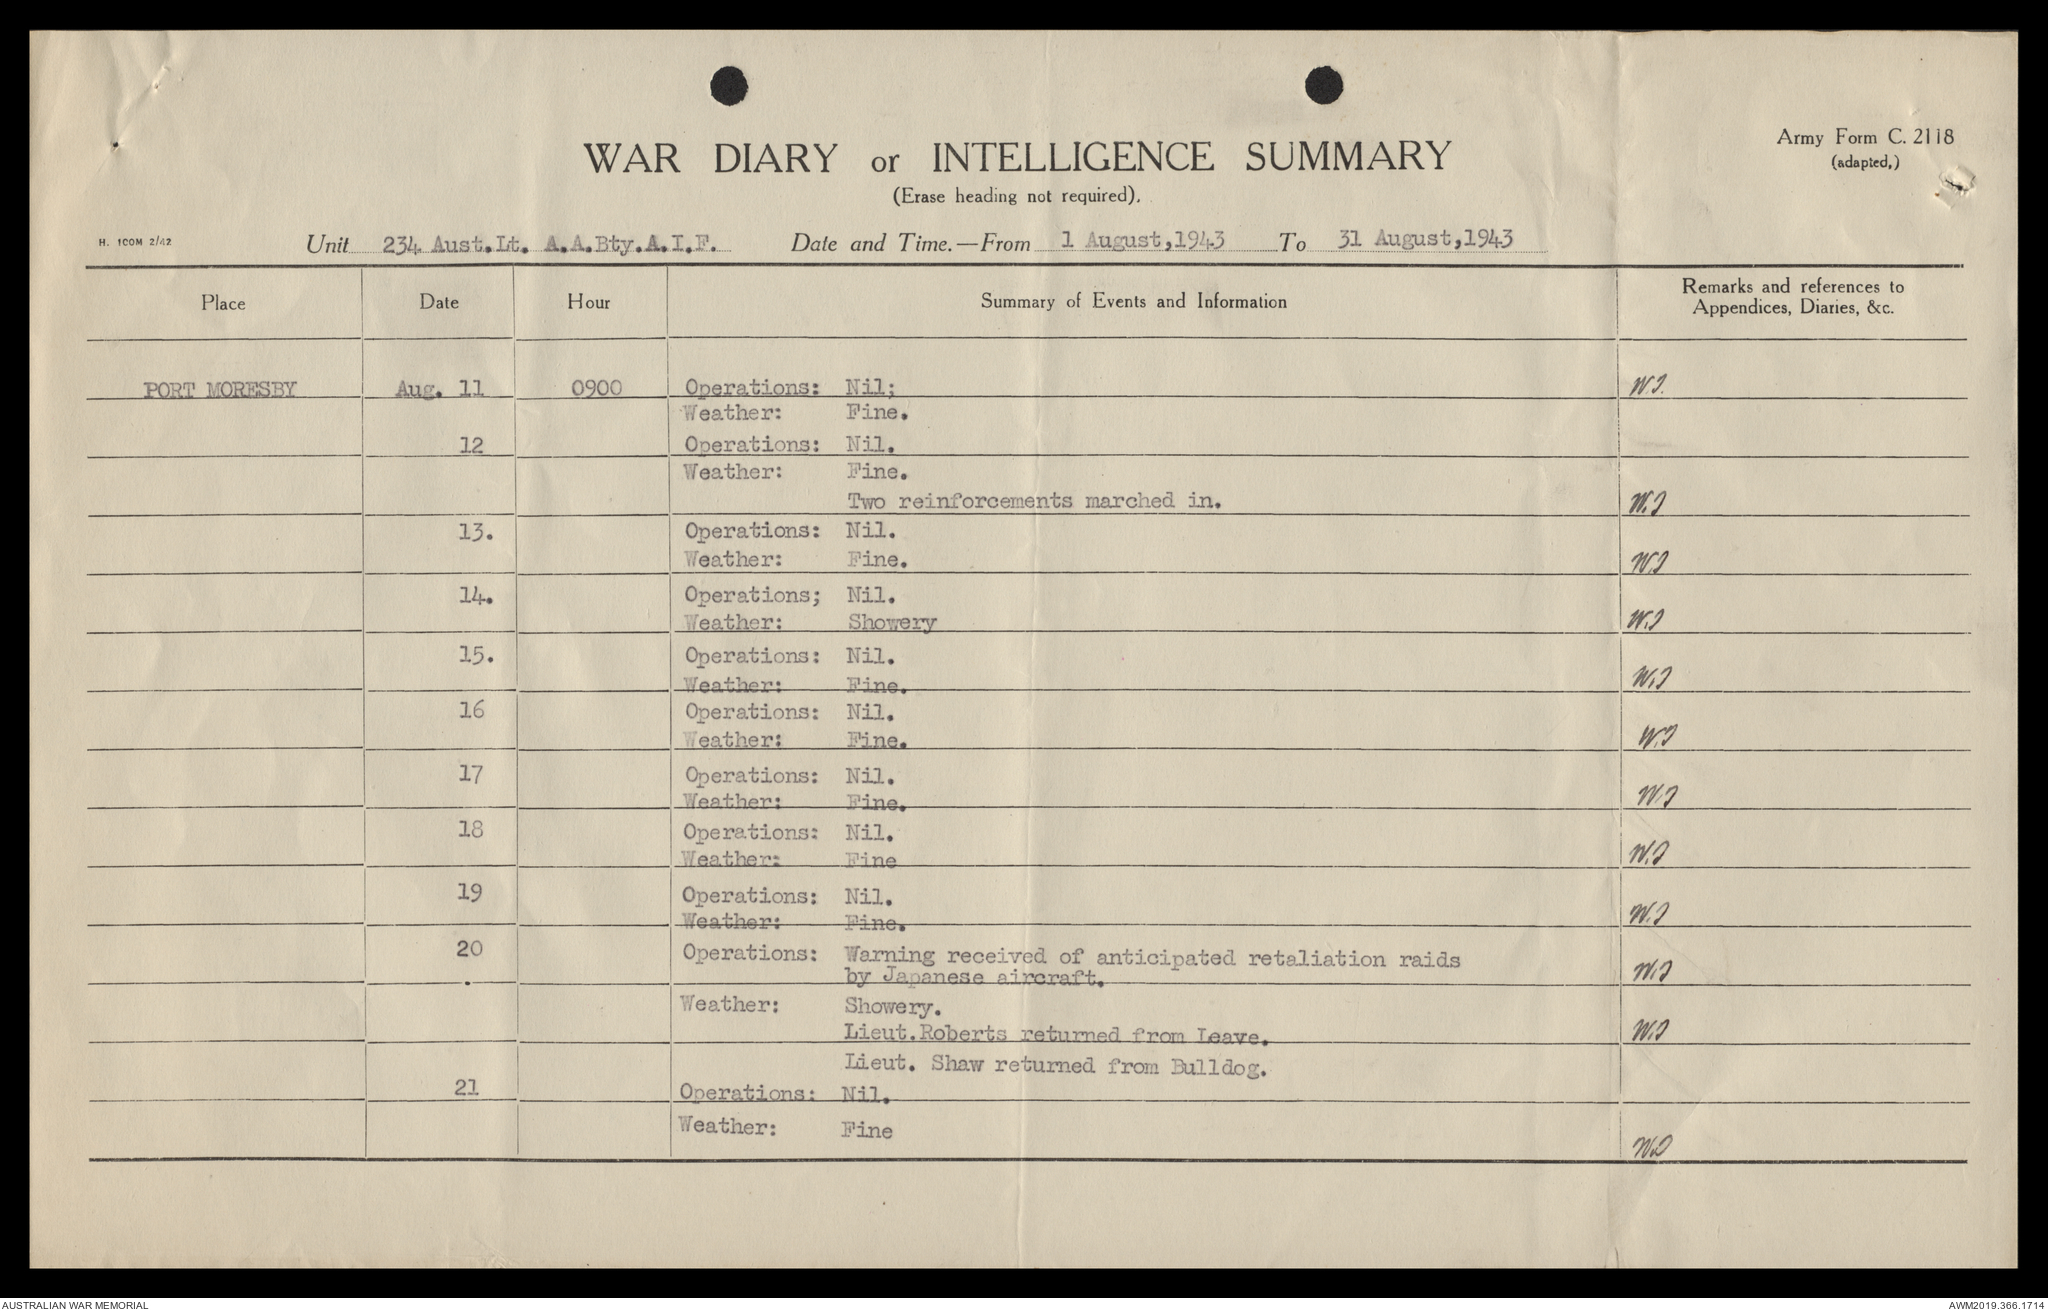 WAR DIARY or INTELLIGENCE SUMMARY
(Erase heading not required).
Army Form C. 2118
(adapted,)
H. 100M 2/42
Unit 234 Aust.Lt. A.A.Bty.A.I.F. Date and Time.—From 1 August,1943 To 31 August,1943
Place Date Hour Summary of Events and Information Remarks and references to
Appendices, Diaries, &c.
PORT MORESBY Aug. 11 0900 Operations: Nil;
Weather: Fine.
12 Operations: Nil.
Weather: Fine.
Two reinforcements marched in.
13. Operations: Nil.
Weather: Fine.
14. Operations; Nil.
Weather: Showery
15. Operations: Nil.
Weather: Fine.
16 Operations: Nil.
Weather: Fine.
17 Operations: Nil.
Weather: Fine.
18 Operations: Nil.
Weather: Fine
19 Operations: Nil.
Weather: Fine.
20 Operations: Warning received of anticipated retaliation raids
by Japanese aircraft.
Weather: Showery.
Lieut.Roberts returned from Leave.
Lieut. Shaw returned from Bulldog.
21 Operations: Nil.
Weather: Fine
AUSTRALIAN WAR MEMORIAL AWM2019.366.1714